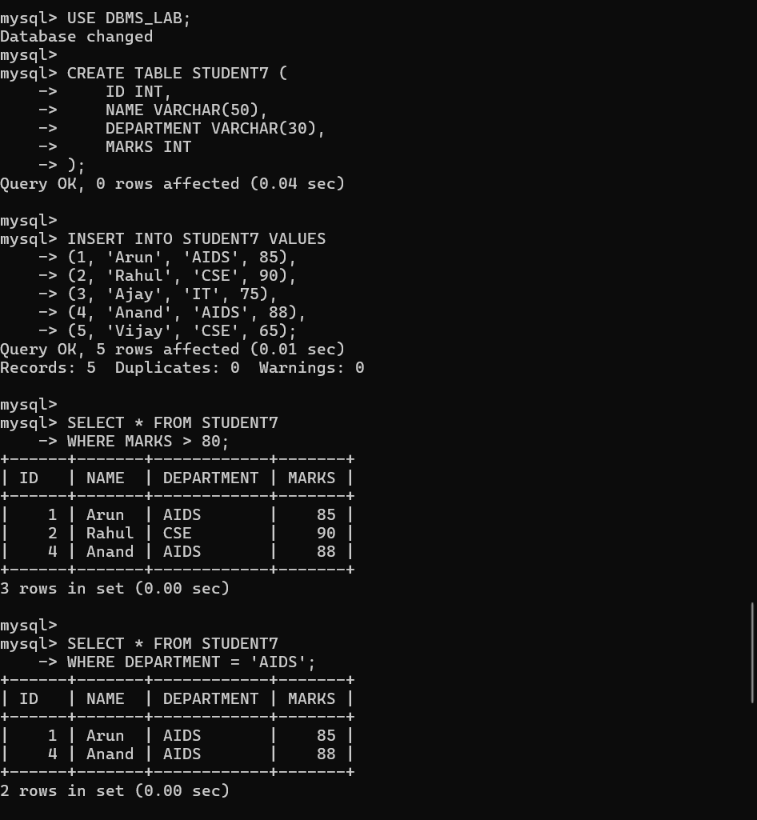 mysql> USE DBMS_LAB;
Database changed
mysql>
mysql> CREATE TABLE STUDENT7 (
    ->     ID INT,
    ->     NAME VARCHAR(50),
    ->     DEPARTMENT VARCHAR(30),
    ->     MARKS INT
    -> );
Query OK, 0 rows affected (0.04 sec)

mysql>
mysql> INSERT INTO STUDENT7 VALUES
    -> (1, 'Arun', 'AIDS', 85),
    -> (2, 'Rahul', 'CSE', 90),
    -> (3, 'Ajay', 'IT', 75),
    -> (4, 'Anand', 'AIDS', 88),
    -> (5, 'Vijay', 'CSE', 65);
Query OK, 5 rows affected (0.01 sec)
Records: 5  Duplicates: 0  Warnings: 0

mysql>
mysql> SELECT * FROM STUDENT7
    -> WHERE MARKS > 80;
+------+-------+------------+-------+
| ID   | NAME  | DEPARTMENT | MARKS |
+------+-------+------------+-------+
|    1 | Arun  | AIDS       |    85 |
|    2 | Rahul | CSE        |    90 |
|    4 | Anand | AIDS       |    88 |
+------+-------+------------+-------+
3 rows in set (0.00 sec)

mysql>
mysql> SELECT * FROM STUDENT7
    -> WHERE DEPARTMENT = 'AIDS';
+------+-------+------------+-------+
| ID   | NAME  | DEPARTMENT | MARKS |
+------+-------+------------+-------+
|    1 | Arun  | AIDS       |    85 |
|    4 | Anand | AIDS       |    88 |
+------+-------+------------+-------+
2 rows in set (0.00 sec)